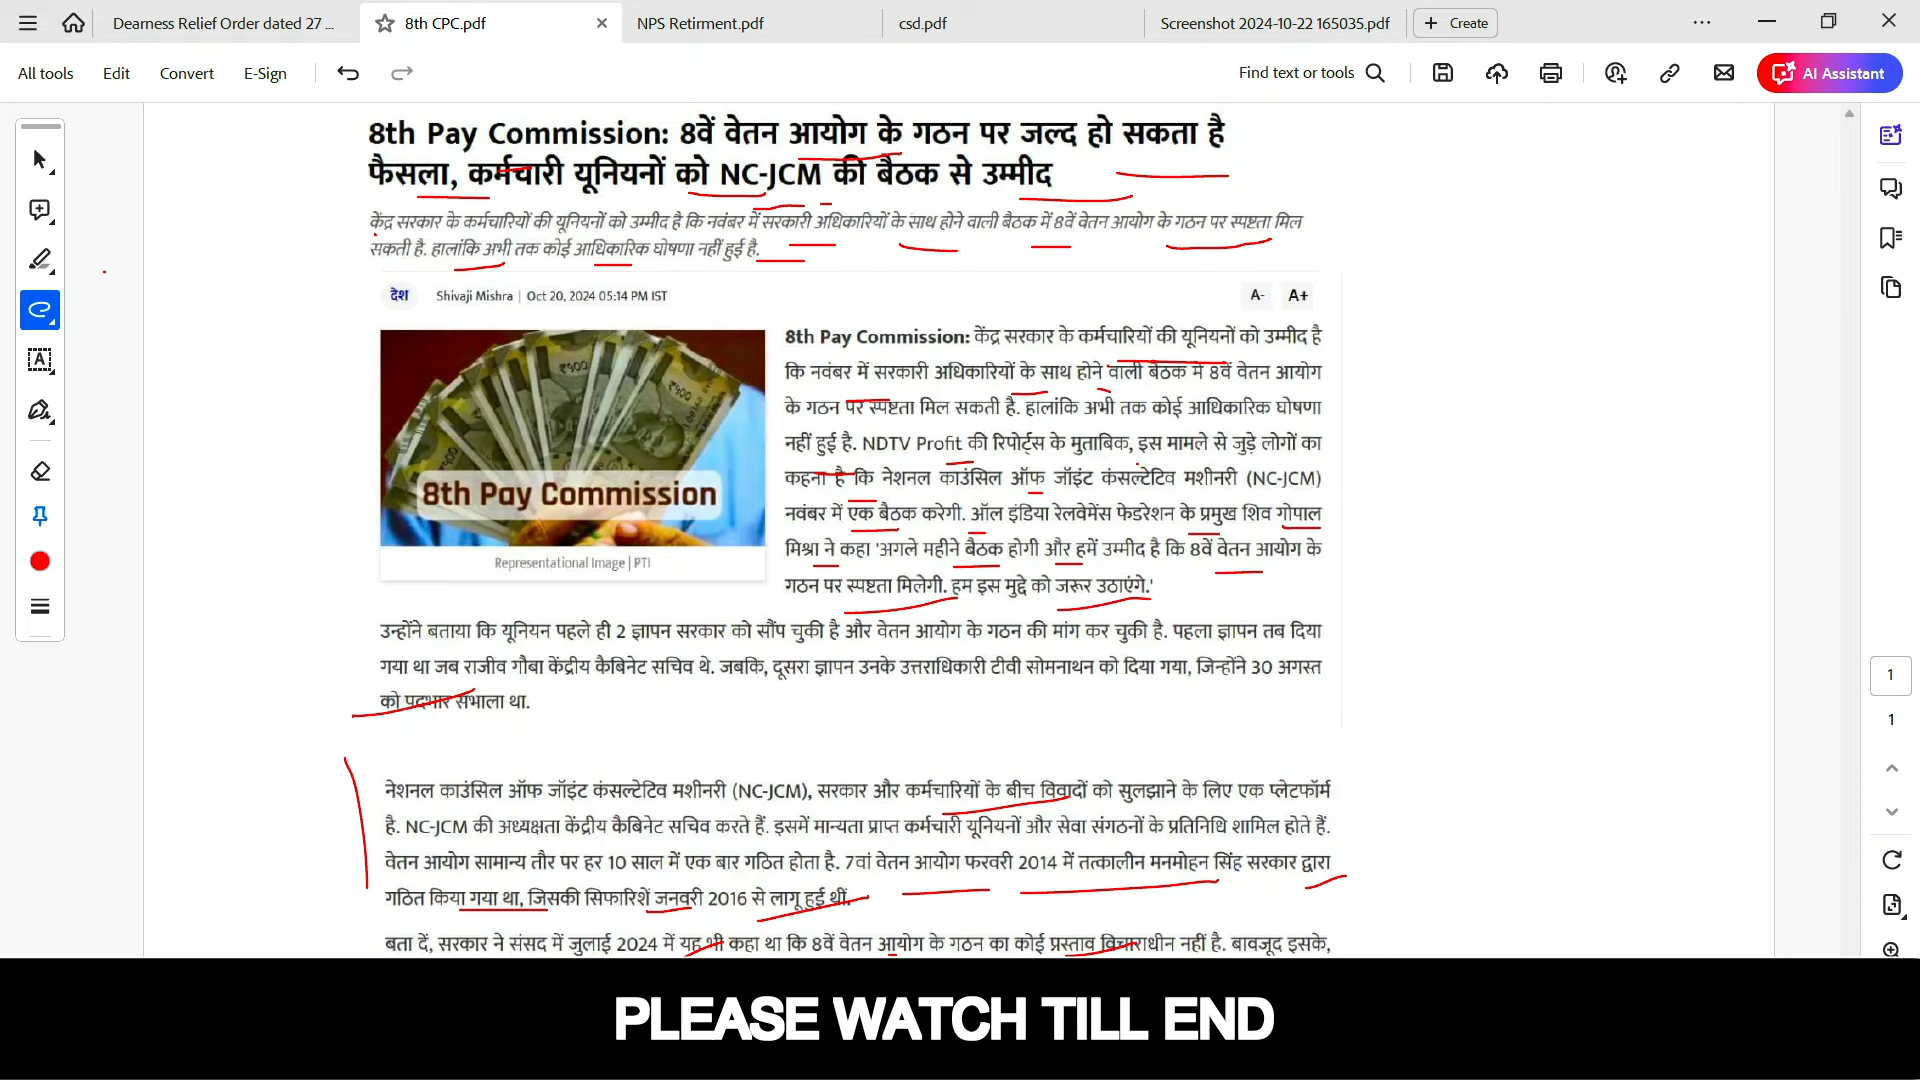 Dearness Relief Order dated 27 ...
8th CPC.pdf
NPS Retirment.pdf
csd.pdf
Screenshot 2024-10-22 165035.pdf
Create
All tools
Edit
Convert
E-Sign
Find text or tools
AI Assistant
8th Pay Commission: 8वें वेतन आयोग के गठन पर जल्द हो सकता है
फैसला, कर्मचारी यूनियनों को NC-JCM की बैठक से उम्मीद
केंद्र सरकार के कर्मचारियों की यूनियनों को उम्मीद है कि नवंबर में सरकारी अधिकारियों के साथ होने वाली बैठक में 8वें वेतन आयोग के गठन पर स्पष्टता मिल
सकती है. हालांकि अभी तक कोई आधिकारिक घोषणा नहीं हुई है.
देश
Shivaji Mishra | Oct 20, 2024 05:14 PM IST
A-
A+
8th Pay Commission
₹500
₹500
Representational Image | PTI
8th Pay Commission: केंद्र सरकार के कर्मचारियों की यूनियनों को उम्मीद है
कि नवंबर में सरकारी अधिकारियों के साथ होने वाली बैठक में 8वें वेतन आयोग
के गठन पर स्पष्टता मिल सकती है. हालांकि अभी तक कोई आधिकारिक घोषणा
नहीं हुई है. NDTV Profit की रिपोर्ट्स के मुताबिक, इस मामले से जुड़े लोगों का
कहना है कि नेशनल काउंसिल ऑफ जॉइंट कंसल्टेटिव मशीनरी (NC-JCM)
नवंबर में एक बैठक करेगी. ऑल इंडिया रेलवेमेंस फेडरेशन के प्रमुख शिव गोपाल
मिश्रा ने कहा 'अगले महीने बैठक होगी और हमें उम्मीद है कि 8वें वेतन आयोग के
गठन पर स्पष्टता मिलेगी. हम इस मुद्दे को जरूर उठाएंगे.'
उन्होंने बताया कि यूनियन पहले ही 2 ज्ञापन सरकार को सौंप चुकी है और वेतन आयोग के गठन की मांग कर चुकी है. पहला ज्ञापन तब दिया
गया था जब राजीव गौबा केंद्रीय कैबिनेट सचिव थे. जबकि, दूसरा ज्ञापन उनके उत्तराधिकारी टीवी सोमनाथन को दिया गया, जिन्होंने 30 अगस्त
को पदभार संभाला था.
नेशनल काउंसिल ऑफ जॉइंट कंसल्टेटिव मशीनरी (NC-JCM), सरकार और कर्मचारियों के बीच विवादों को सुलझाने के लिए एक प्लेटफॉर्म
है. NC-JCM की अध्यक्षता केंद्रीय कैबिनेट सचिव करते हैं. इसमें मान्यता प्राप्त कर्मचारी यूनियनों और सेवा संगठनों के प्रतिनिधि शामिल होते हैं.
वेतन आयोग सामान्य तौर पर हर 10 साल में एक बार गठित होता है. 7वां वेतन आयोग फरवरी 2014 में तत्कालीन मनमोहन सिंह सरकार द्वारा
गठित किया गया था, जिसकी सिफारिशें जनवरी 2016 से लागू हुई थीं.
बता दें, सरकार ने संसद में जुलाई 2024 में यह भी कहा था कि 8वें वेतन आयोग के गठन का कोई प्रस्ताव विचाराधीन नहीं है. बावजूद इसके,
1
1
PLEASE WATCH TILL END